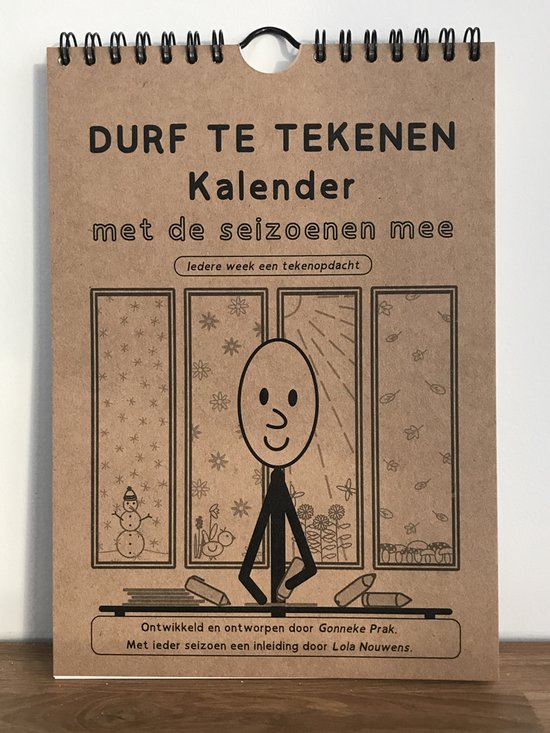 DURF TE TEKENEN
Kalender
met de seizoenen mee
Iedere week een tekenopdacht
Ontwikkeld en ontworpen door Gonneke Prak.
Met ieder seizoen een inleiding door Lola Nouwens.